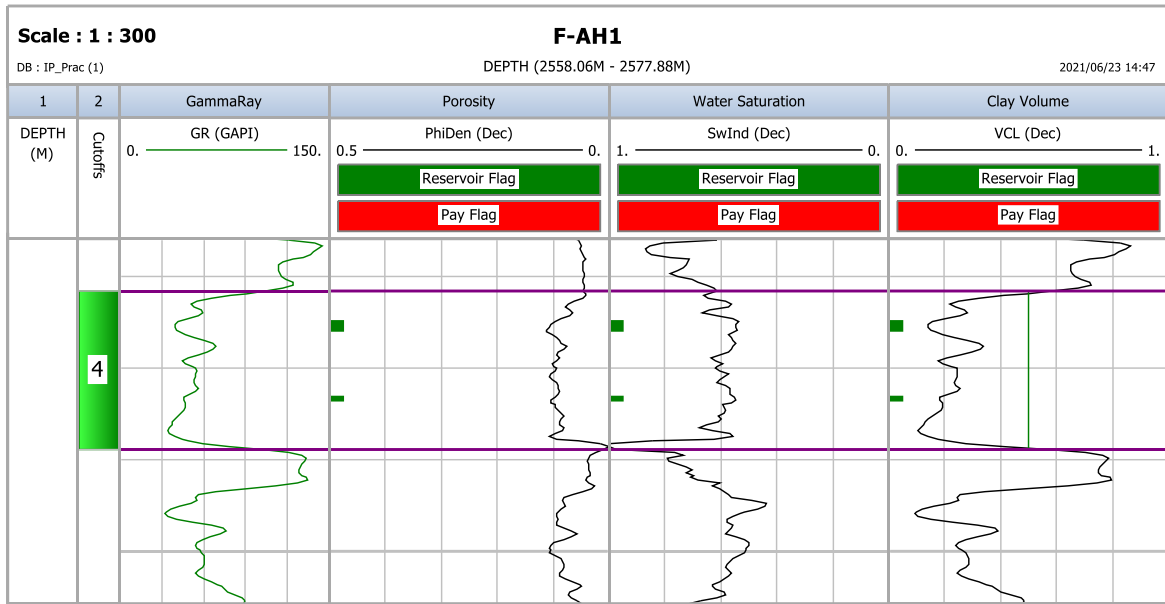 Scale : 1 : 300
F-AH1
DB : IP_Prac (1)
DEPTH (2558.06M - 2577.88M)
2021/06/23 14:47
1 2 GammaRay Porosity Water Saturation Clay Volume
DEPTH
(M)
Cutoffs
GR (GAPI)
0. 150.
PhiDen (Dec)
0.5 0.
Reservoir Flag
Pay Flag
SwInd (Dec)
1. 0.
Reservoir Flag
Pay Flag
VCL (Dec)
0. 1.
Reservoir Flag
Pay Flag
4